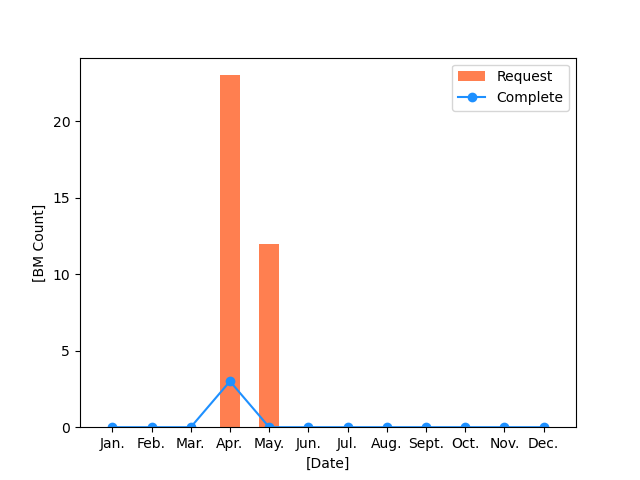 Request
Complete
20
15
10
5
0
[BM Count]
Jan. Feb. Mar. Apr. May. Jun. Jul. Aug. Sept. Oct. Nov. Dec.
[Date]